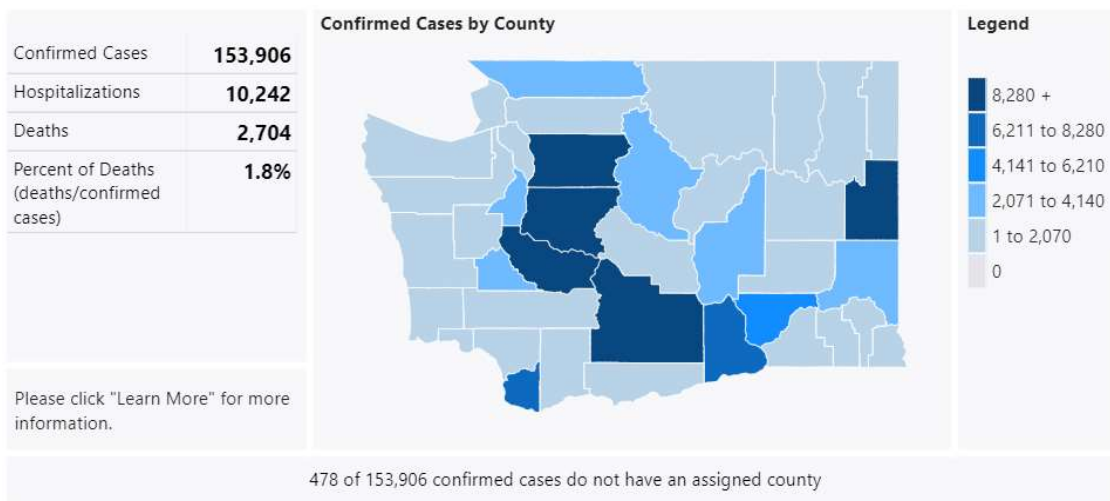 Confirmed Cases 153,906
Hospitalizations 10,242
Deaths 2,704
Percent of Deaths 1.8%
(deaths/confirmed
cases)
Please click "Learn More" for more
information.
Confirmed Cases by County
Legend
8,280 +
6,211 to 8,280
4,141 to 6,210
2,071 to 4,140
1 to 2,070
0
478 of 153,906 confirmed cases do not have an assigned county